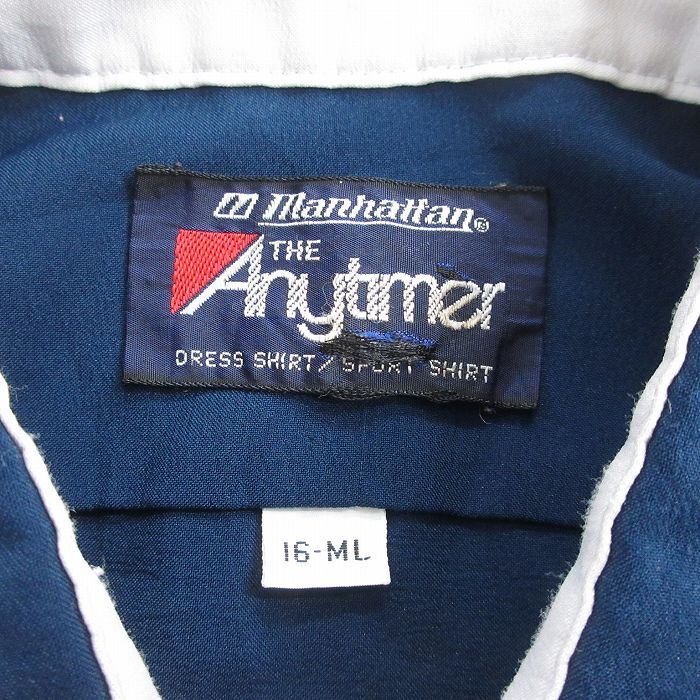 Manhattan®
THE
Anytimer
DRESS SHIRT/SPORT SHIRT
16-ML